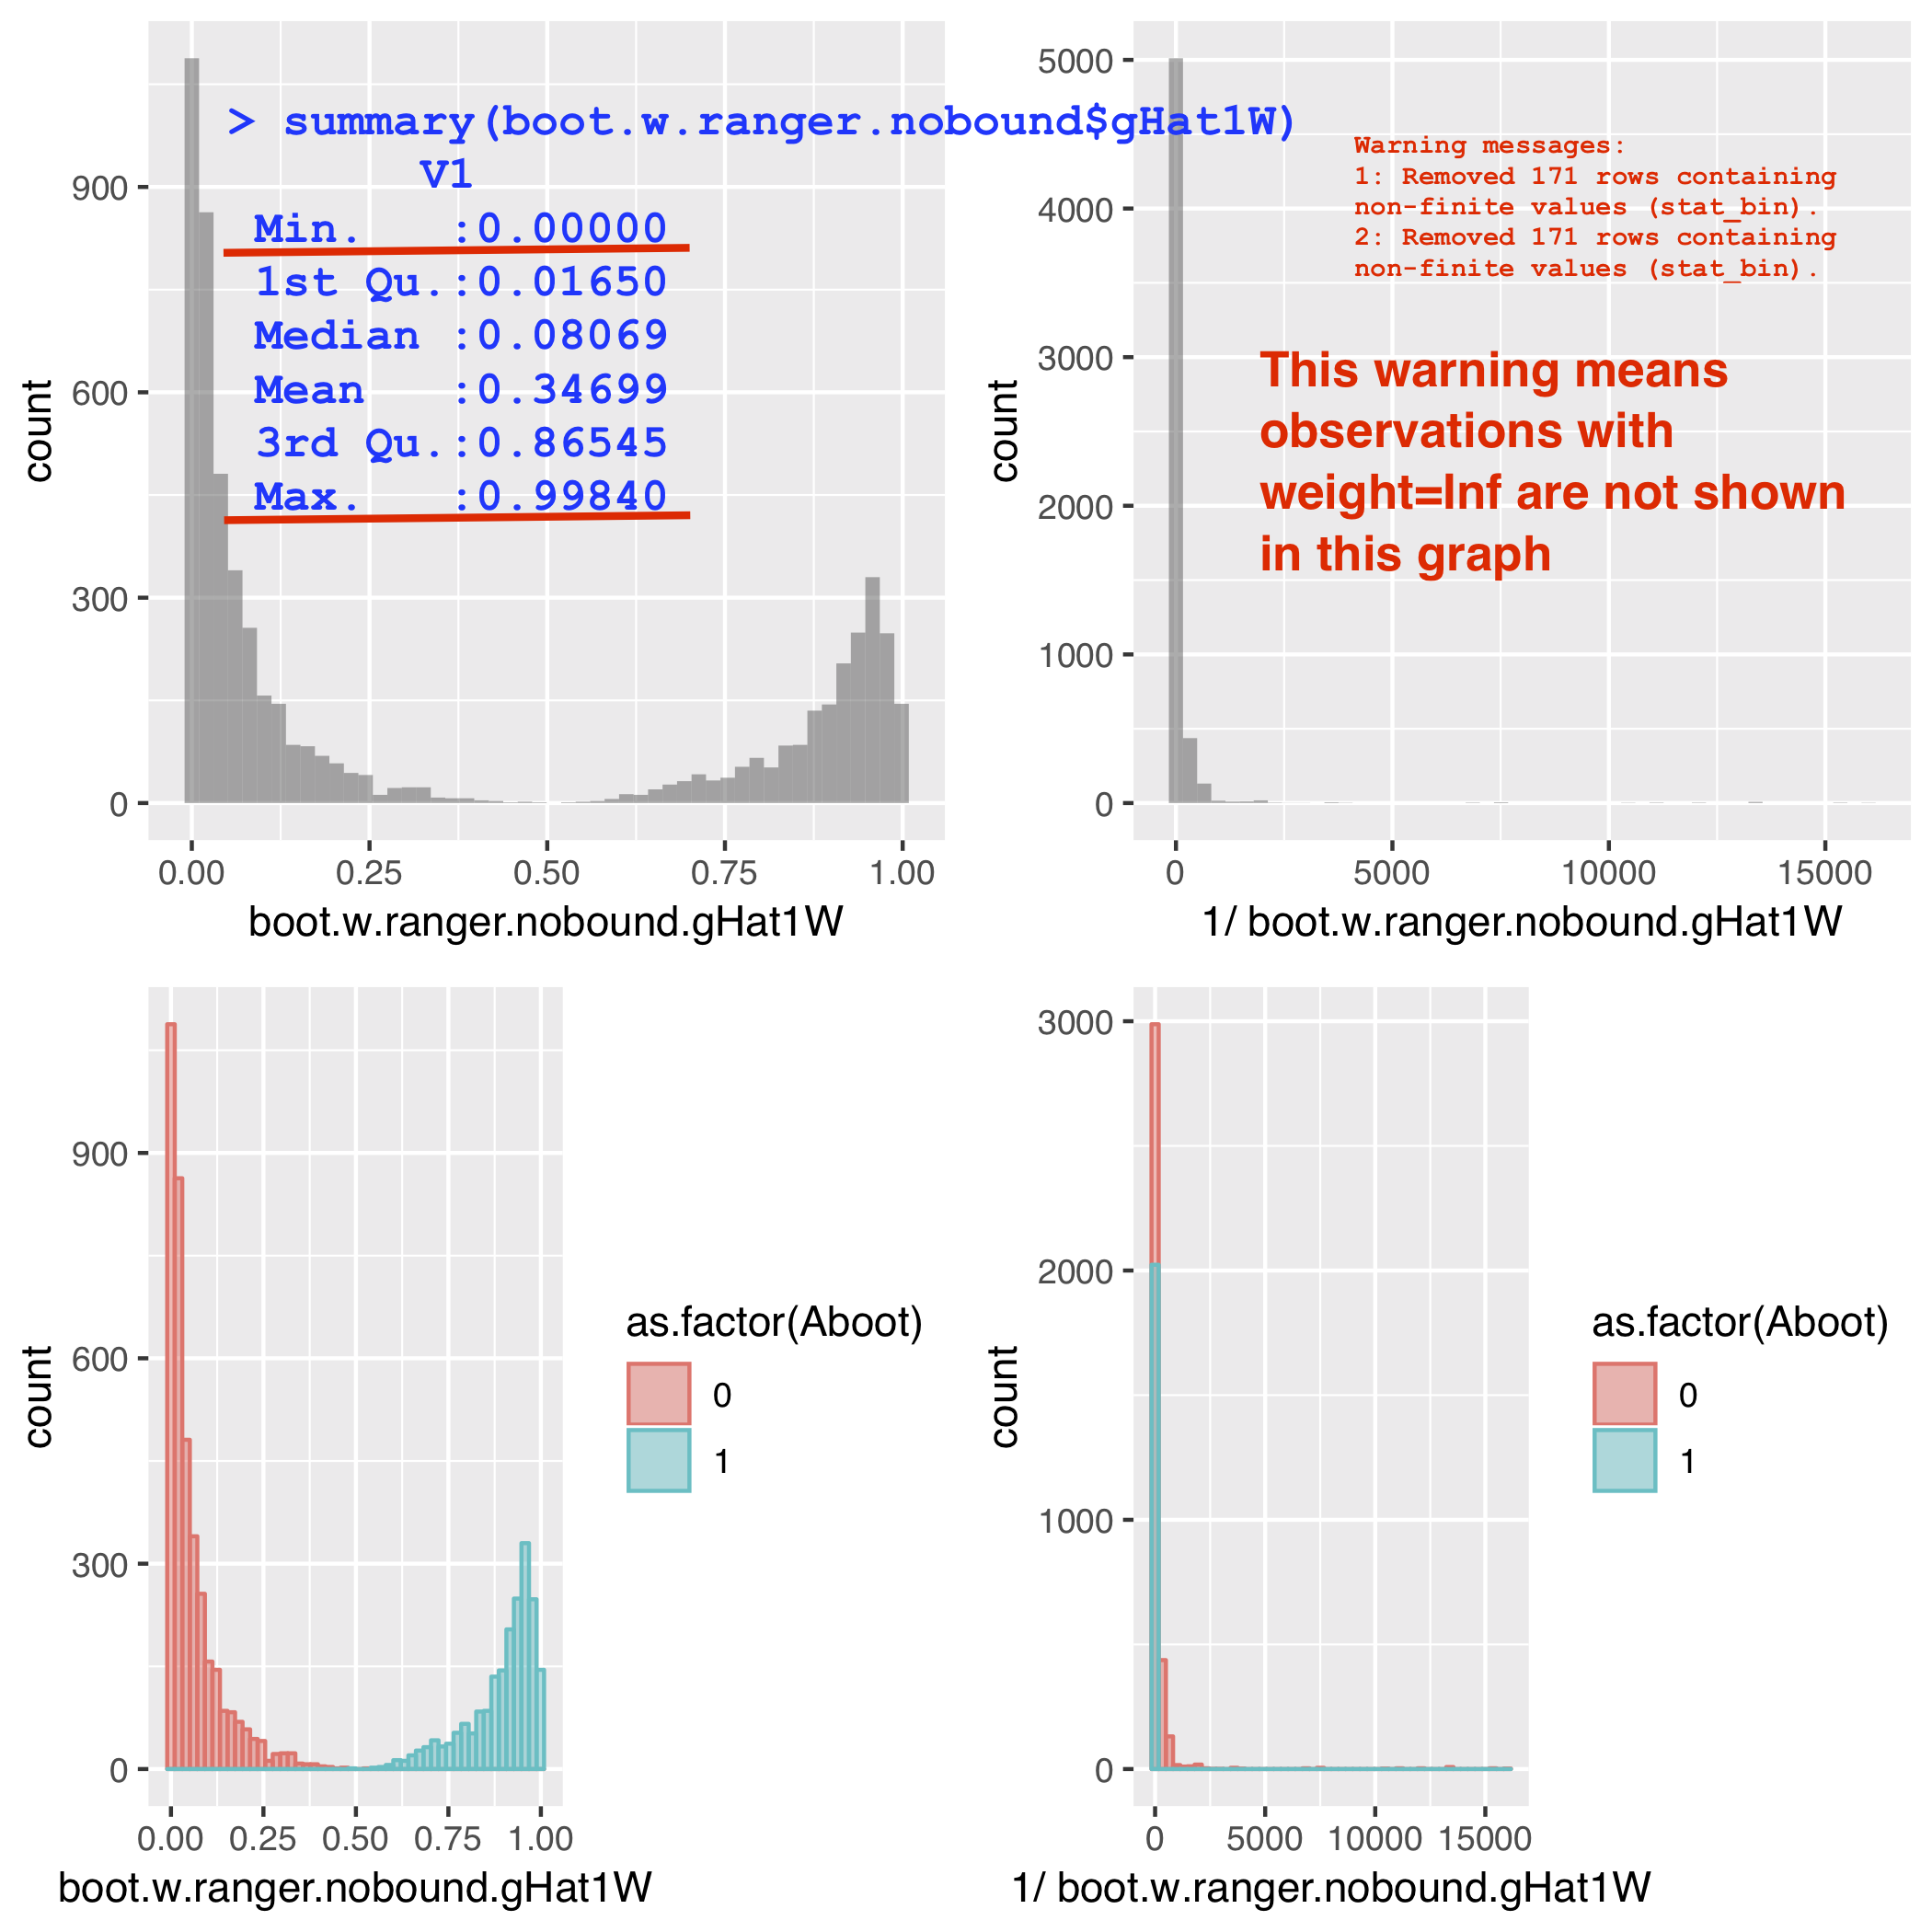 > summary(boot.w.ranger.nobound$gHat1W)
V1
Min. :0.00000
1st Qu.:0.01650
Median :0.08069
Mean :0.34699
3rd Qu.:0.86545
Max. :0.99840
count
900
600
300
0
0.00 0.25 0.50 0.75 1.00
boot.w.ranger.nobound.gHat1W
Warning messages:
1: Removed 171 rows containing
non-finite values (stat_bin).
2: Removed 171 rows containing
non-finite values (stat_bin).
This warning means
observations with
weight=Inf are not shown
in this graph
count
5000
4000
3000
2000
1000
0
0 5000 10000 15000
1/ boot.w.ranger.nobound.gHat1W
count
900
600
300
0
0.00 0.25 0.50 0.75 1.00
boot.w.ranger.nobound.gHat1W
as.factor(Aboot)
0
1
count
3000
2000
1000
0
0 5000 10000 15000
1/ boot.w.ranger.nobound.gHat1W
as.factor(Aboot)
0
1